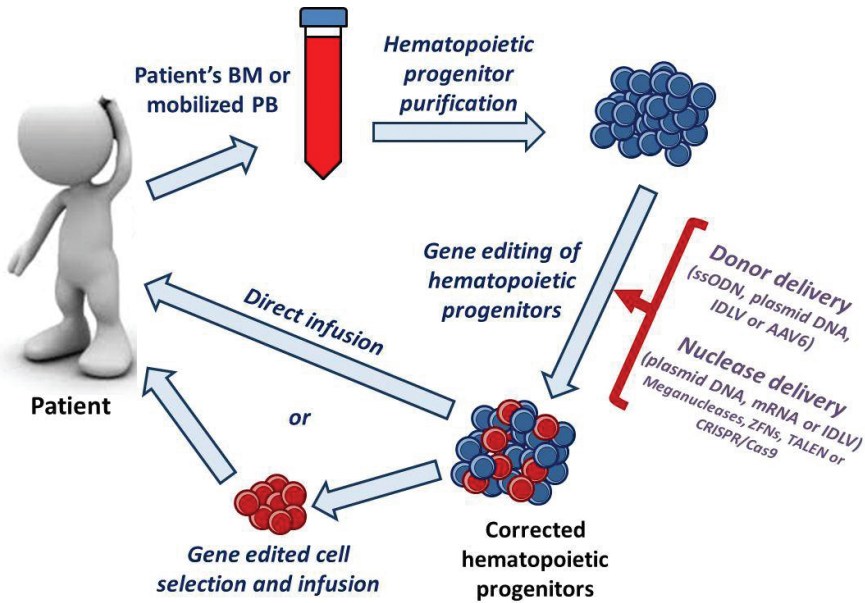 Patient's BM or
mobilized PB
Hematopoietic
progenitor
purification
Gene editing of
hematopoietic
progenitors
Donor delivery
(ssODN, plasmid DNA,
IDLV or AAV6)
Nuclease delivery
(plasmid DNA, mRNA or IDLV)
Meganucleases, ZFNs, TALEN or
CRISPR/Cas9
Direct infusion
Patient
or
Gene edited cell
selection and infusion
Corrected
hematopoietic
progenitors